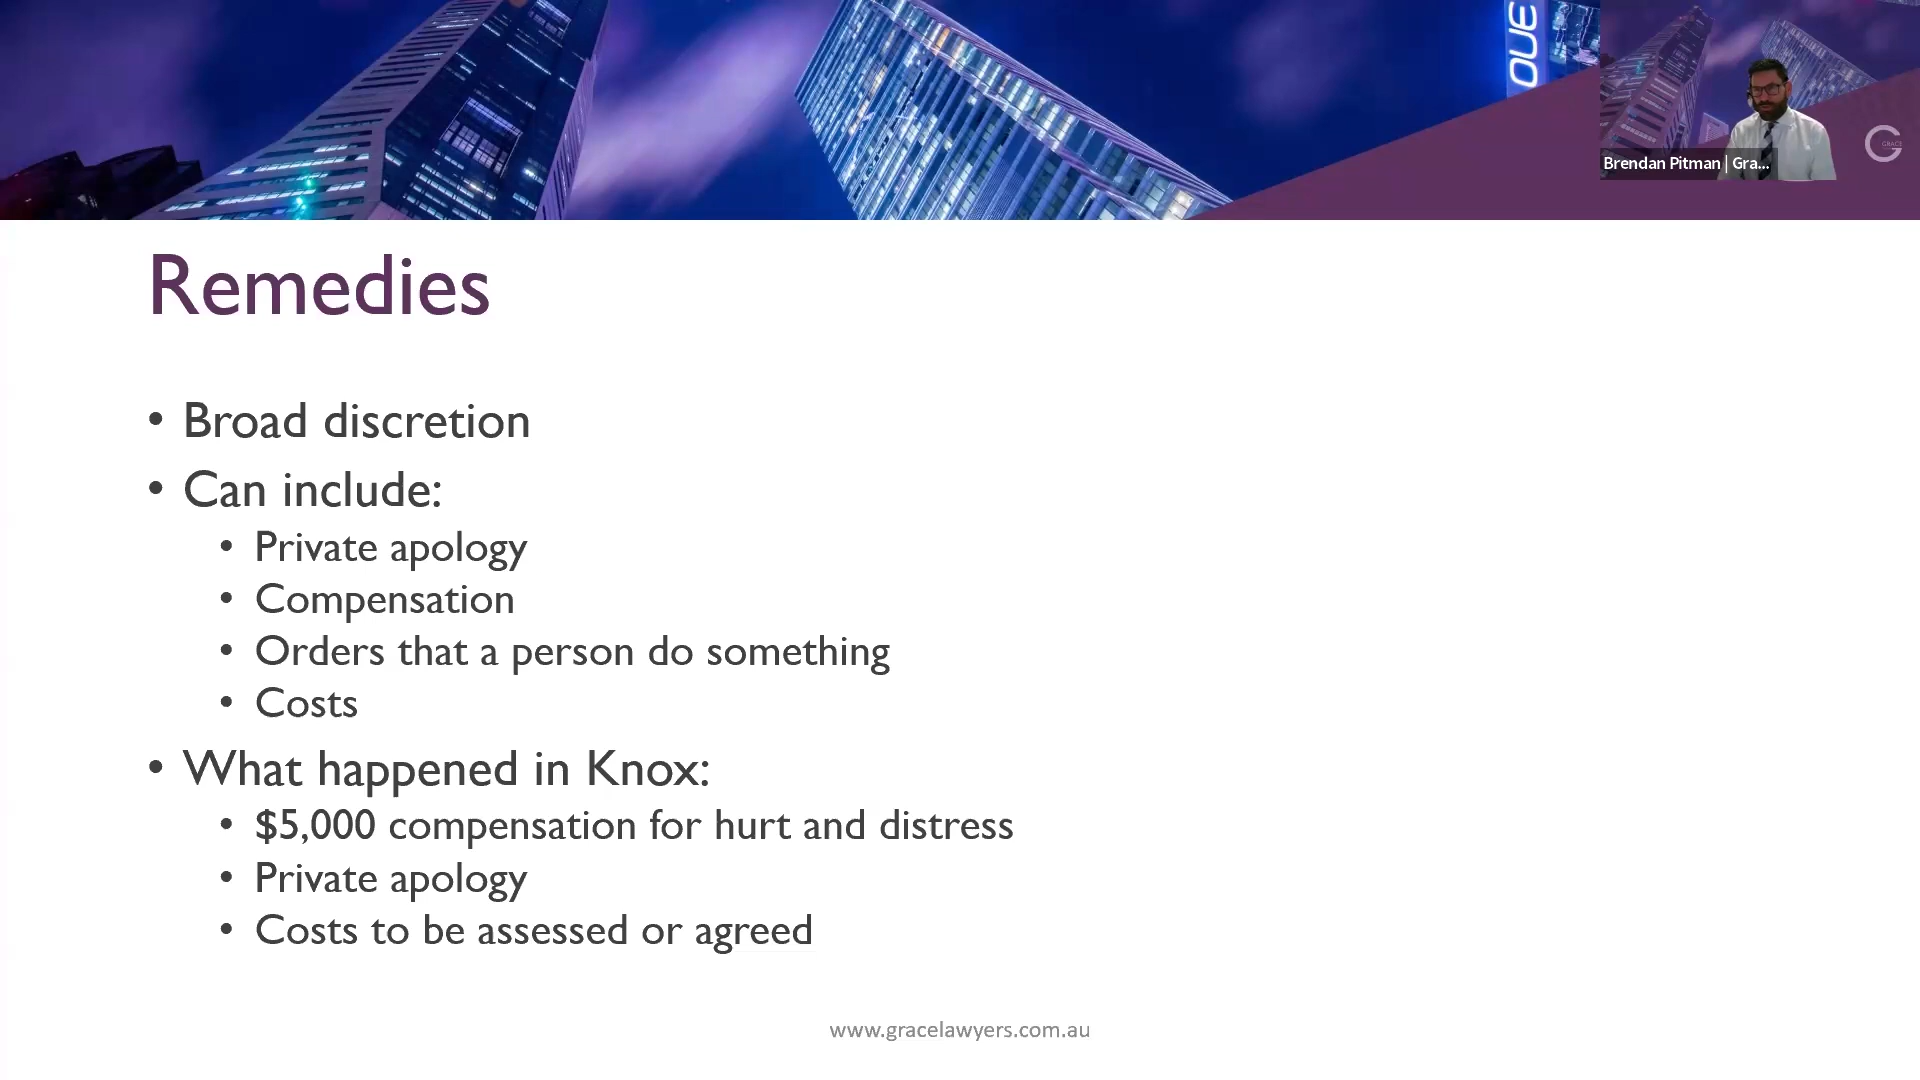 OUE
Brendan Pitman | Gra...
GRACE
Remedies
• Broad discretion
• Can include:
• Private apology
• Compensation
• Orders that a person do something
• Costs
• What happened in Knox:
• $5,000 compensation for hurt and distress
• Private apology
• Costs to be assessed or agreed
www.gracelawyers.com.au